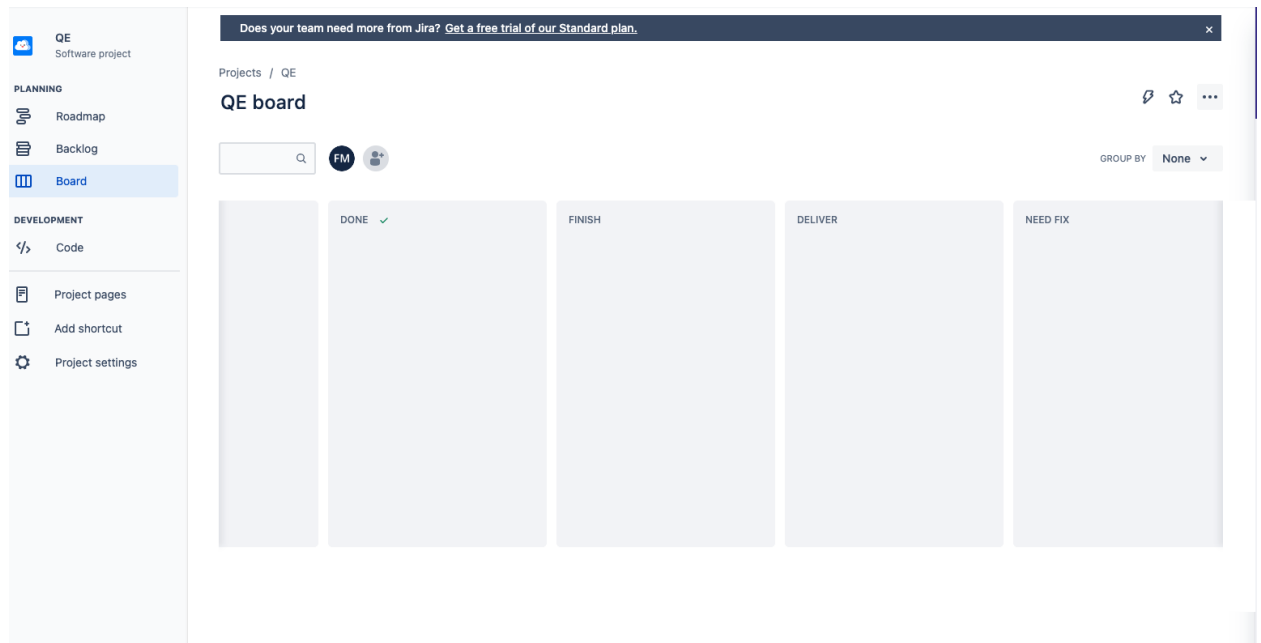 QE
Software project
PLANNING
Roadmap
Backlog
Board
DEVELOPMENT
Code
Project pages
Add shortcut
Project settings
Does your team need more from Jira? Get a free trial of our Standard plan.
Projects / QE
QE board
FM
GROUP BY None
DONE
FINISH
DELIVER
NEED FIX